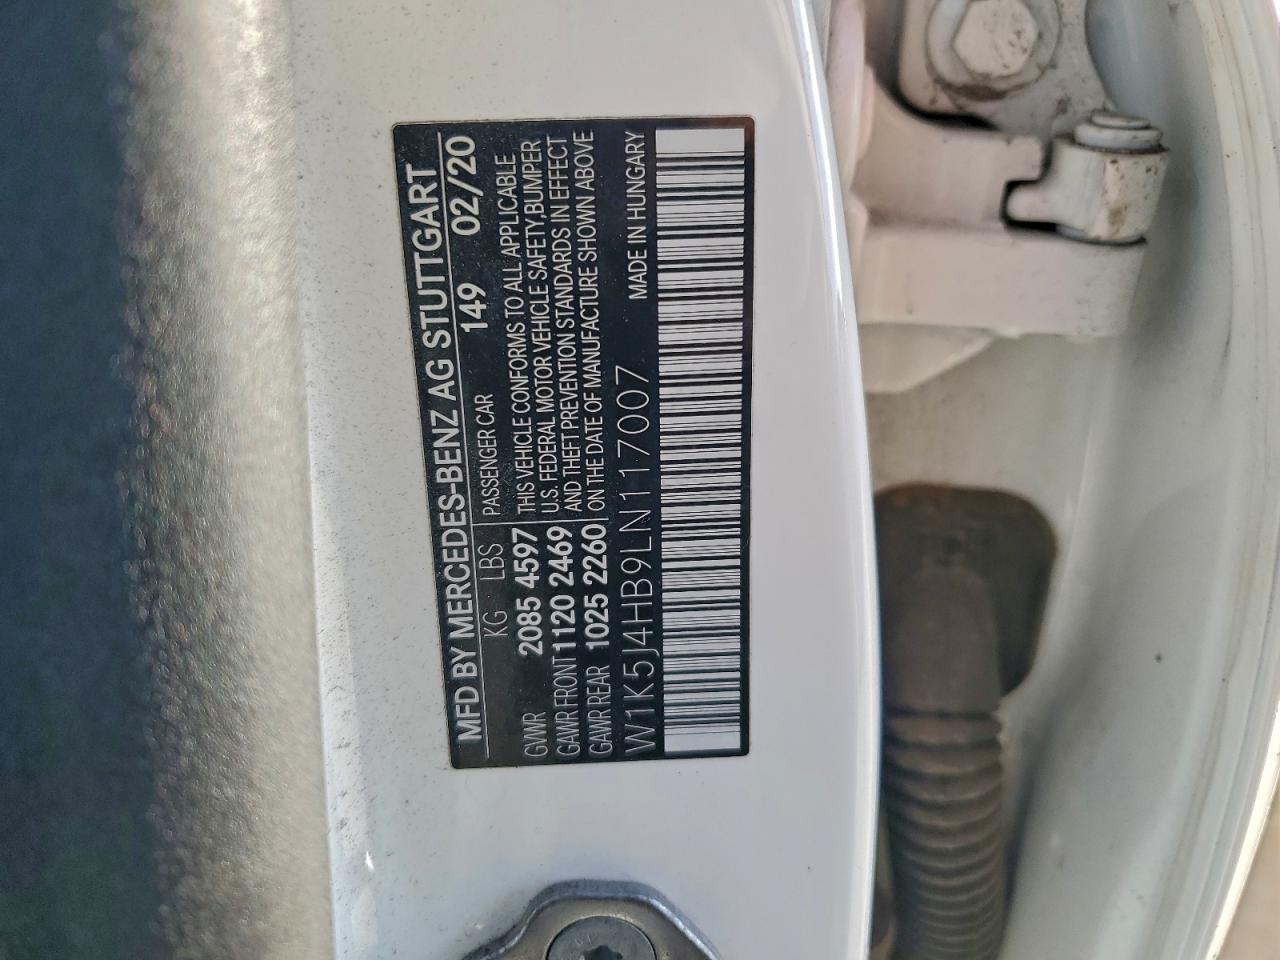 MFD BY MERCEDES-BENZ AG STUTTGART
KG LBS 149 02/20
PASSENGER CAR
GVWR 2085 4597 THIS VEHICLE CONFORMS TO ALL APPLICABLE
U.S. FEDERAL MOTOR VEHICLE SAFETY,BUMPER
GAWR FRONT 1120 2469 AND THEFT PREVENTION STANDARDS IN EFFECT
GAWR REAR 1025 2260 ON THE DATE OF MANUFACTURE SHOWN ABOVE
W1K5J4HB9LN117007 MADE IN HUNGARY